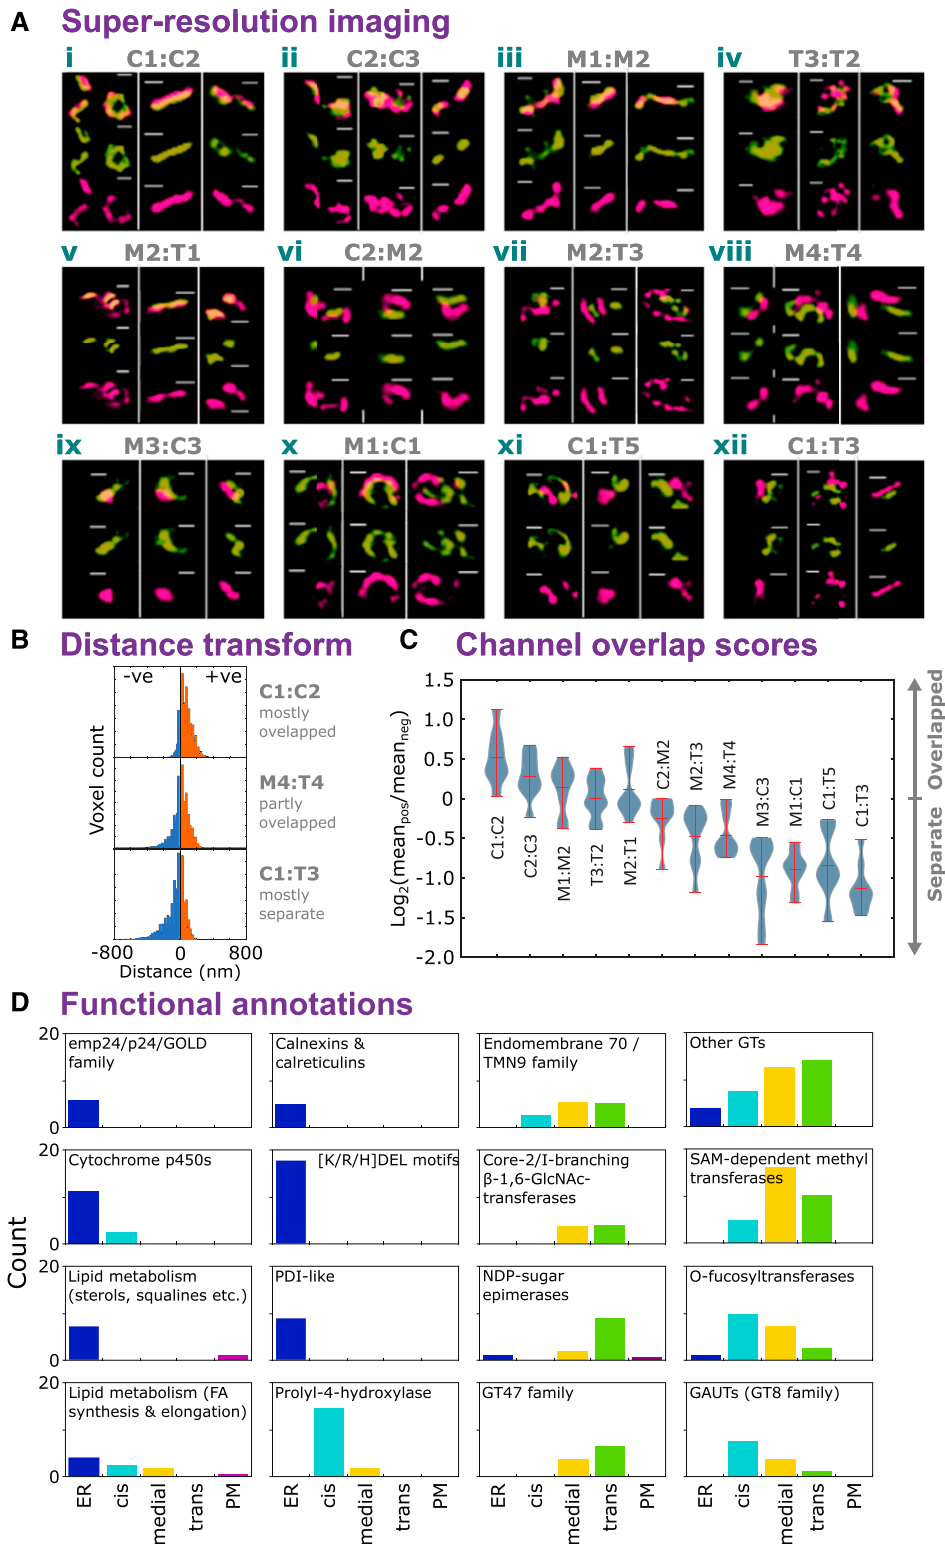 A Super-resolution imaging
i C1:C2 ii C2:C3 iii M1:M2 iv T3:T2
v M2:T1 vi C2:M2 vii M2:T3 viii M4:T4
ix M3:C3 x M1:C1 xi C1:T5 xii C1:T3
B Distance transform
-ve +ve
Voxel count
C1:C2
mostly
ovelapped
M4:T4
partly
ovelapped
C1:T3
mostly
separate
-800 0 800
Distance (nm)
C Channel overlap scores
Log2(meanpos/meanneg)
1.5
1.0
0.5
0
-0.5
-1.0
-1.5
-2.0
C1:C2
C2:C3
M1:M2
T3:T2
M2:T1
C2:M2
M2:T3
M4:T4
M3:C3
M1:C1
C1:T5
C1:T3
Separate Ovelapped
D Functional annotations
Count
20
0
emp24/p24/GOLD
family
Calnexins &
calreticulins
Endomembrane 70 /
TMN9 family
Other GTs
20
0
Cytochrome p450s
[K/R/H]DEL motifs
Core-2/I-branching
β-1,6-GlcNAc-
transferases
SAM-dependent methyl
transferases
20
0
Lipid metabolism
(sterols, squalines etc.)
PDI-like
NDP-sugar
epimerases
O-fucosyltransferases
20
0
Lipid metabolism (FA
synthesis & elongation)
Prolyl-4-hydroxylase
GT47 family
GAUTs (GT8 family)
ER cis medial trans PM
ER cis medial trans PM
ER cis medial trans PM
ER cis medial trans PM